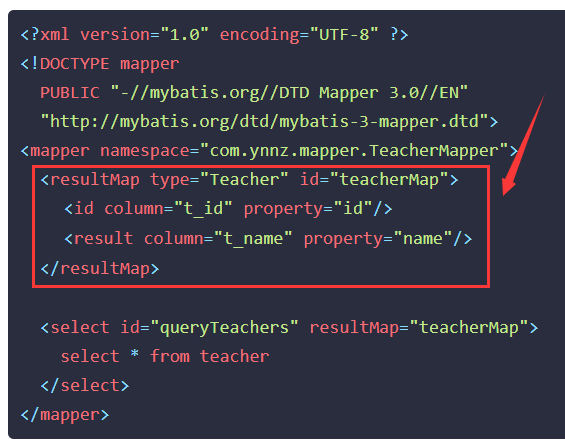 <?xml version="1.0" encoding="UTF-8" ?>
<!DOCTYPE mapper
PUBLIC "-//mybatis.org//DTD Mapper 3.0//EN"
"http://mybatis.org/dtd/mybatis-3-mapper.dtd">
<mapper namespace="com.ynnz.mapper.TeacherMapper">
<resultMap type="Teacher" id="teacherMap">
<id column="t_id" property="id"/>
<result column="t_name" property="name"/>
</resultMap>
<select id="queryTeachers" resultMap="teacherMap">
select * from teacher
</select>
</mapper>